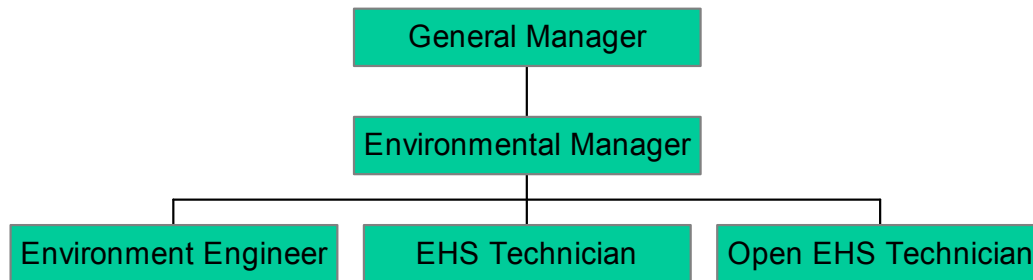 General Manager
Environmental Manager
Environment Engineer
EHS Technician
Open EHS Technician